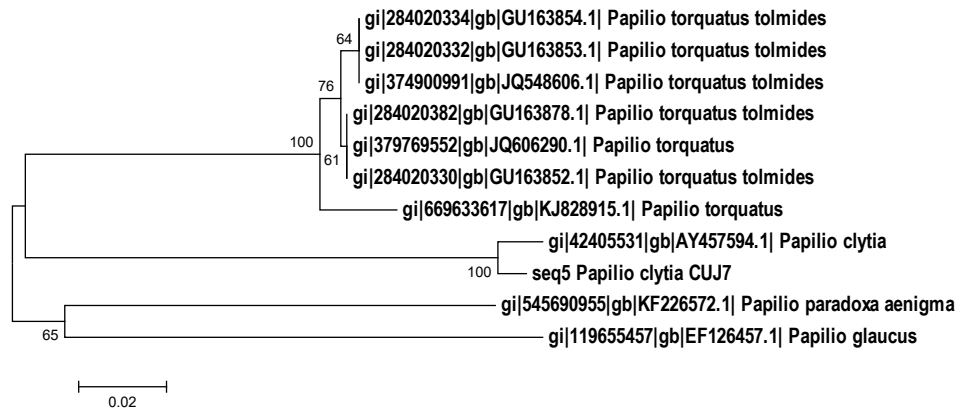 gi|284020334|gb|GU163854.1| Papilio torquatus tolmides
64
gi|284020332|gb|GU163853.1| Papilio torquatus tolmides
76
gi|374900991|gb|JQ548606.1| Papilio torquatus tolmides
gi|284020382|gb|GU163878.1| Papilio torquatus tolmides
100
gi|379769552|gb|JQ606290.1| Papilio torquatus
61
gi|284020330|gb|GU163852.1| Papilio torquatus tolmides
gi|669633617|gb|KJ828915.1| Papilio torquatus
gi|42405531|gb|AY457594.1| Papilio clytia
100
seq5 Papilio clytia CUJ7
gi|545690955|gb|KF226572.1| Papilio paradoxa aenigma
65
gi|119655457|gb|EF126457.1| Papilio glaucus
0.02